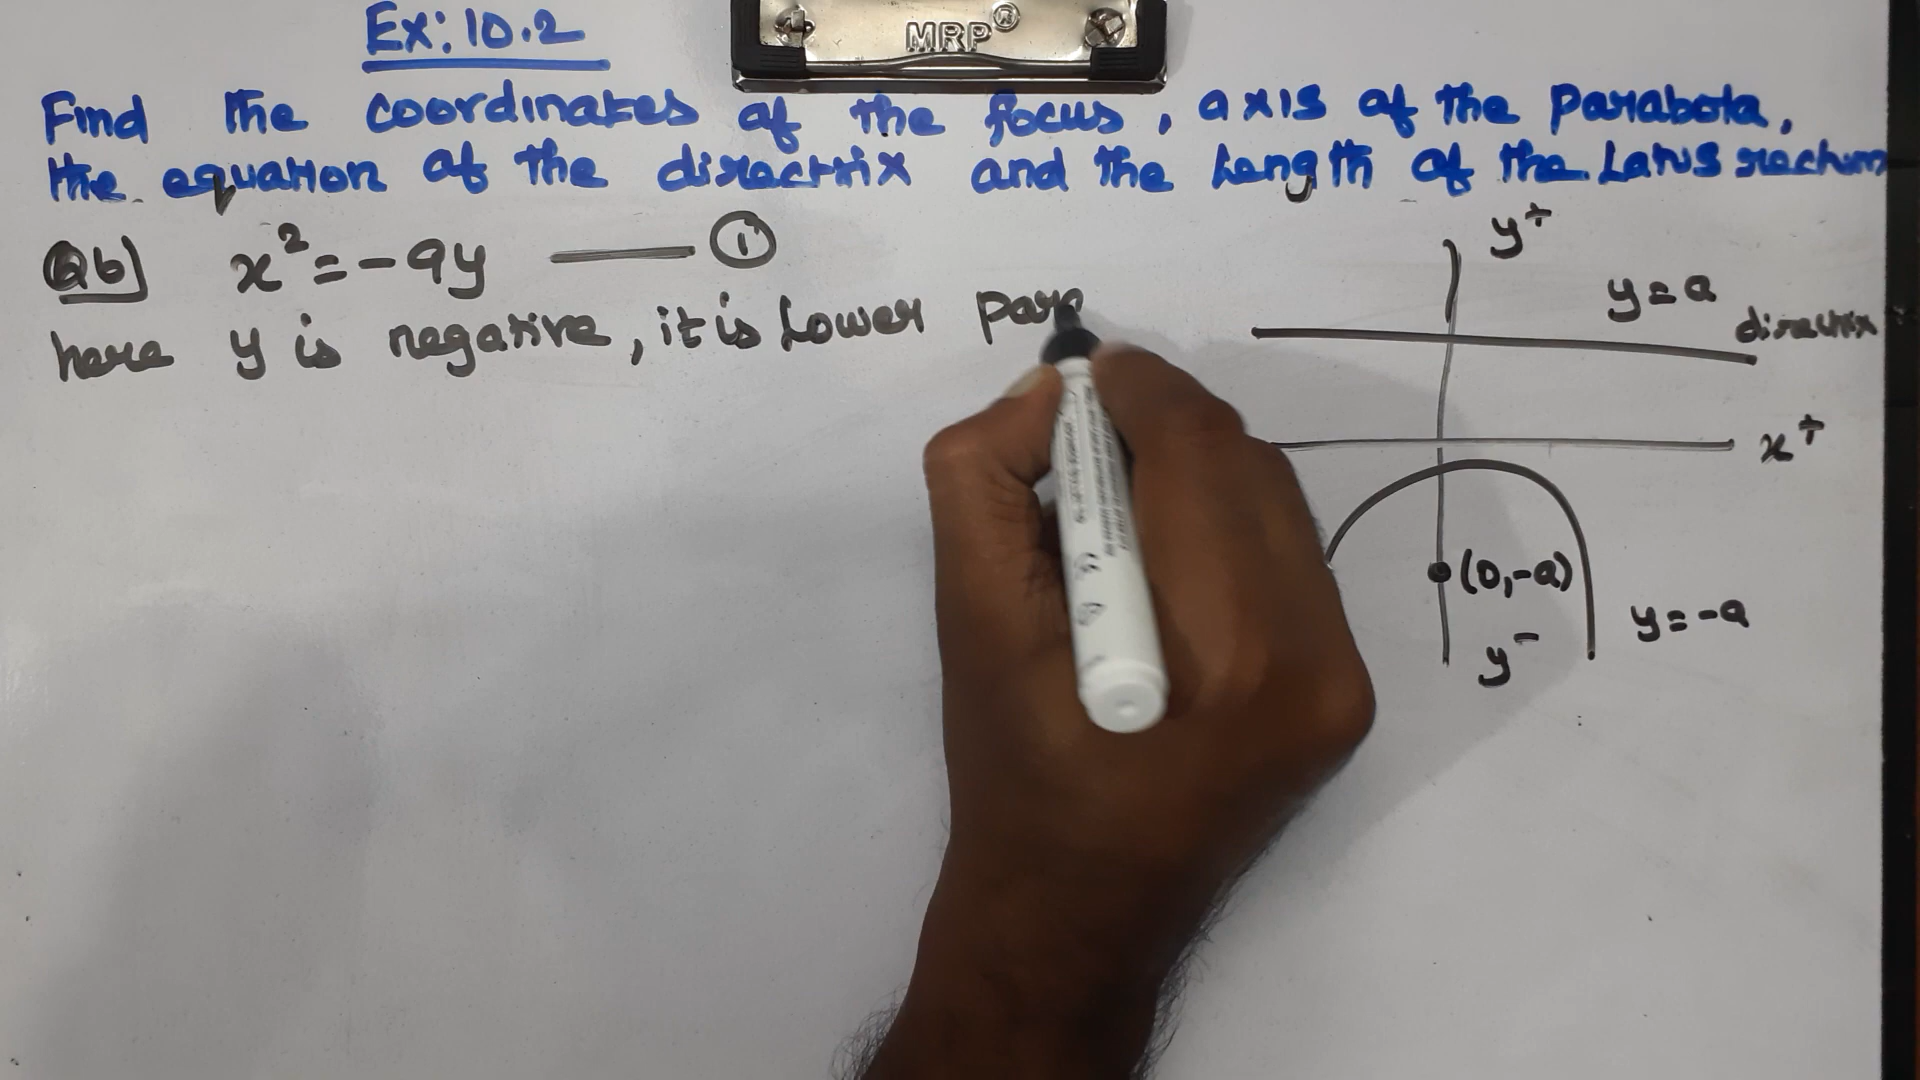 Ex: 10.2
MRP®
Find the coordinates of the focus, axis of the parabola,
the equation of the directrix and the length of the Latus rectum
Q6) x² = -9y ——— ①
here y is negative, it is Lower para
y⁺
y = a
directrix
x⁺
(0,-a)
y = -a
y⁻